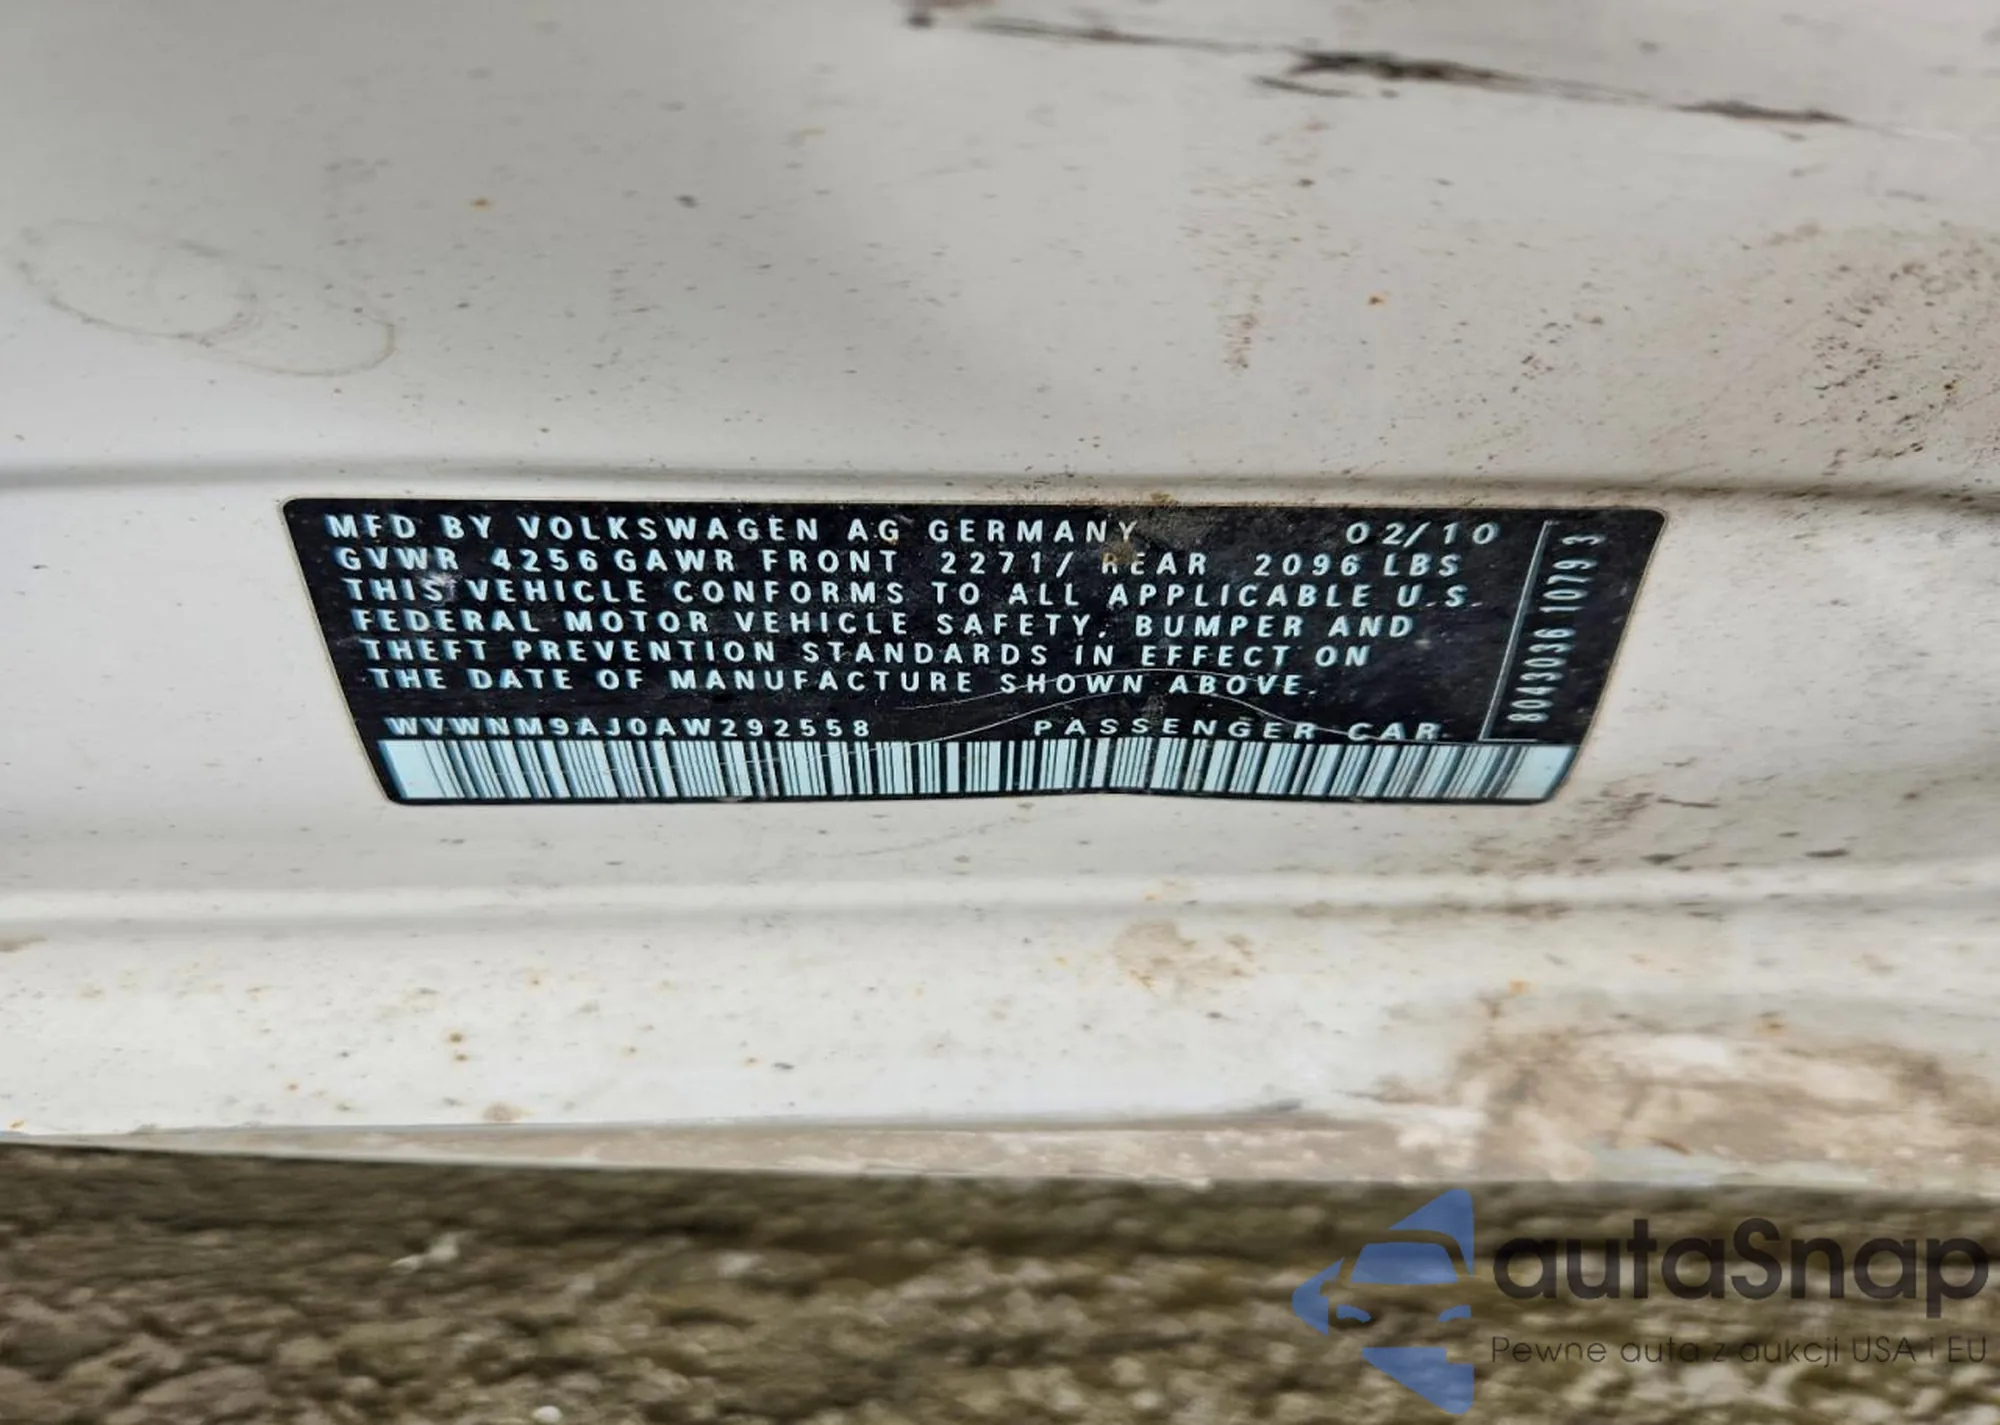 MFD BY VOLKSWAGEN AG GERMANY 02/10
GVWR 4256 GAWR FRONT 2271/ REAR 2096 LBS
THIS VEHICLE CONFORMS TO ALL APPLICABLE U.S.
FEDERAL MOTOR VEHICLE SAFETY, BUMPER AND
THEFT PREVENTION STANDARDS IN EFFECT ON
THE DATE OF MANUFACTURE SHOWN ABOVE.
WVWNM9AJ0AW292558 PASSENGER CAR
8043036 1079 3
autaSnap
Pewne auta z aukcji USA i EU